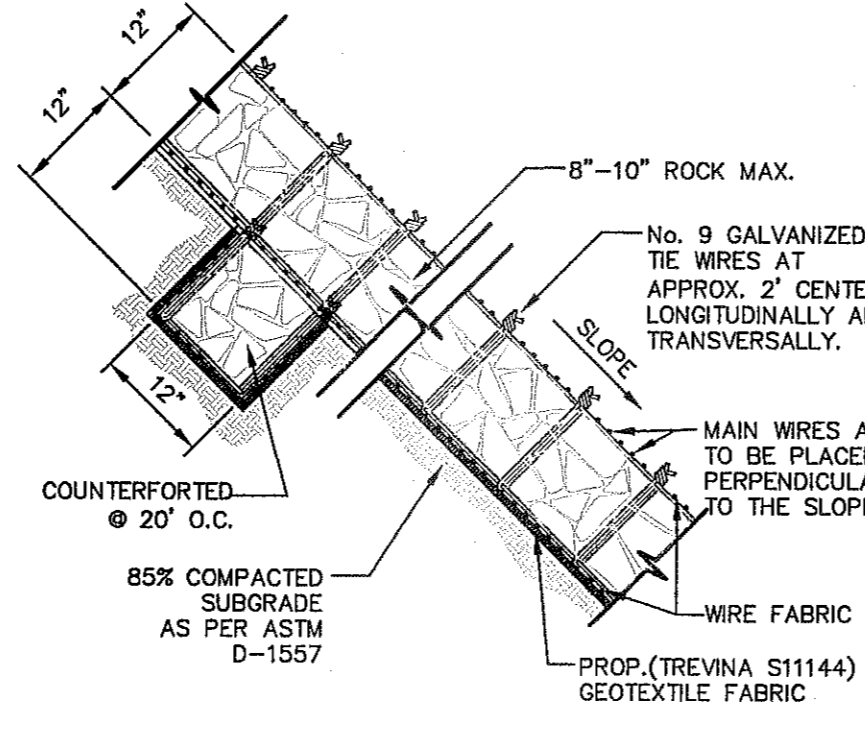 12"
12"
8"-10" ROCK MAX.
No. 9 GALVANIZED
TIE WIRES AT
APPROX. 2' CENTE
LONGITUDINALLY A
TRANSVERSALLY.
SLOPE
MAIN WIRES A
TO BE PLACE
PERPENDICULA
TO THE SLOPE
12"
COUNTERFORTED
@ 20' O.C.
85% COMPACTED
SUBGRADE
AS PER ASTM
D-1557
WIRE FABRIC
PROP.(TREVINA S11144)
GEOTEXTILE FABRIC